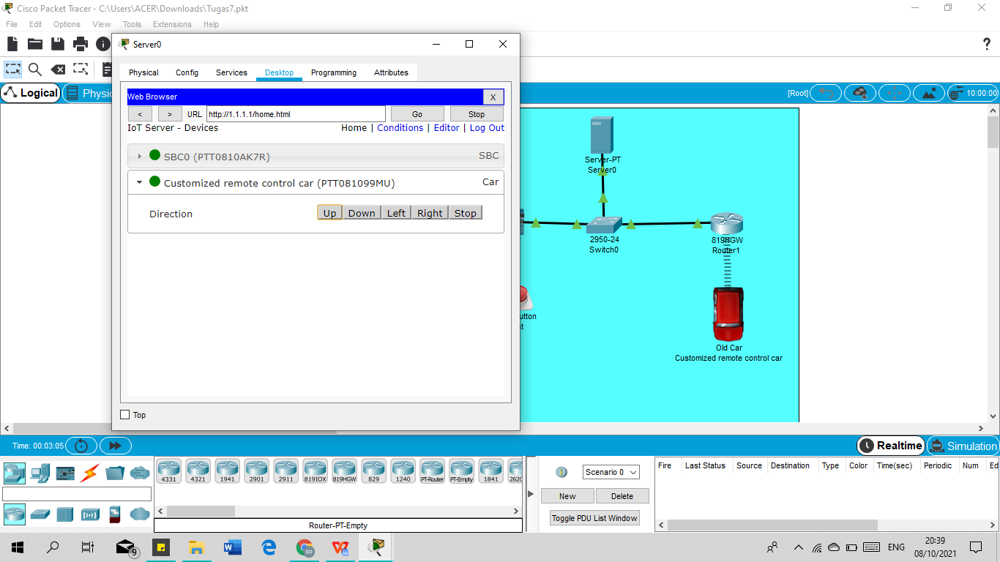 Cisco Packet Tracer - C:\Users\ACER\Downloads\Tugas7.pkt
File Edit Options View Tools Extensions Help
Server0
Physical Config Services Desktop Programming Attributes
Logical
[Root]
10:00:00
Web Browser X
< > URL http://1.1.1.1/home.html Go Stop
IoT Server - Devices Home | Conditions | Editor | Log Out
SBC0 (PTT0810AK7R) SBC
Customized remote control car (PTT081099MU) Car
Direction Up Down Left Right Stop
Top
Server-PT
Server0
2950-24
Switch0
819HGW
Router1
Old Car
Customized remote control car
Time: 00:03:05
Realtime Simulation
4331 4321 1941 2901 2911 819IOX 819HGW 829 1240 PT-Router PT-Empty 1841 2620
Router-PT-Empty
Scenario 0
New Delete
Toggle PDU List Window
Fire Last Status Source Destination Type Color Time(sec) Periodic Num Ed
9
W
SO
ENG
20:39
08/10/2021